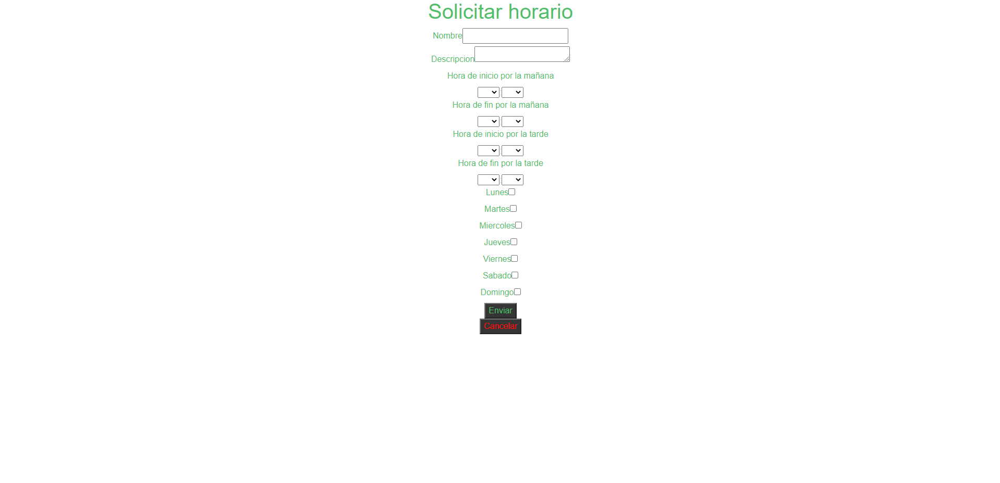 Solicitar horario
Nombre
Descripcion
Hora de inicio por la mañana
:
Hora de fin por la mañana
:
Hora de inicio por la tarde
:
Hora de fin por la tarde
:
Lunes
Martes
Miercoles
Jueves
Viernes
Sabado
Domingo
Enviar
Cancelar